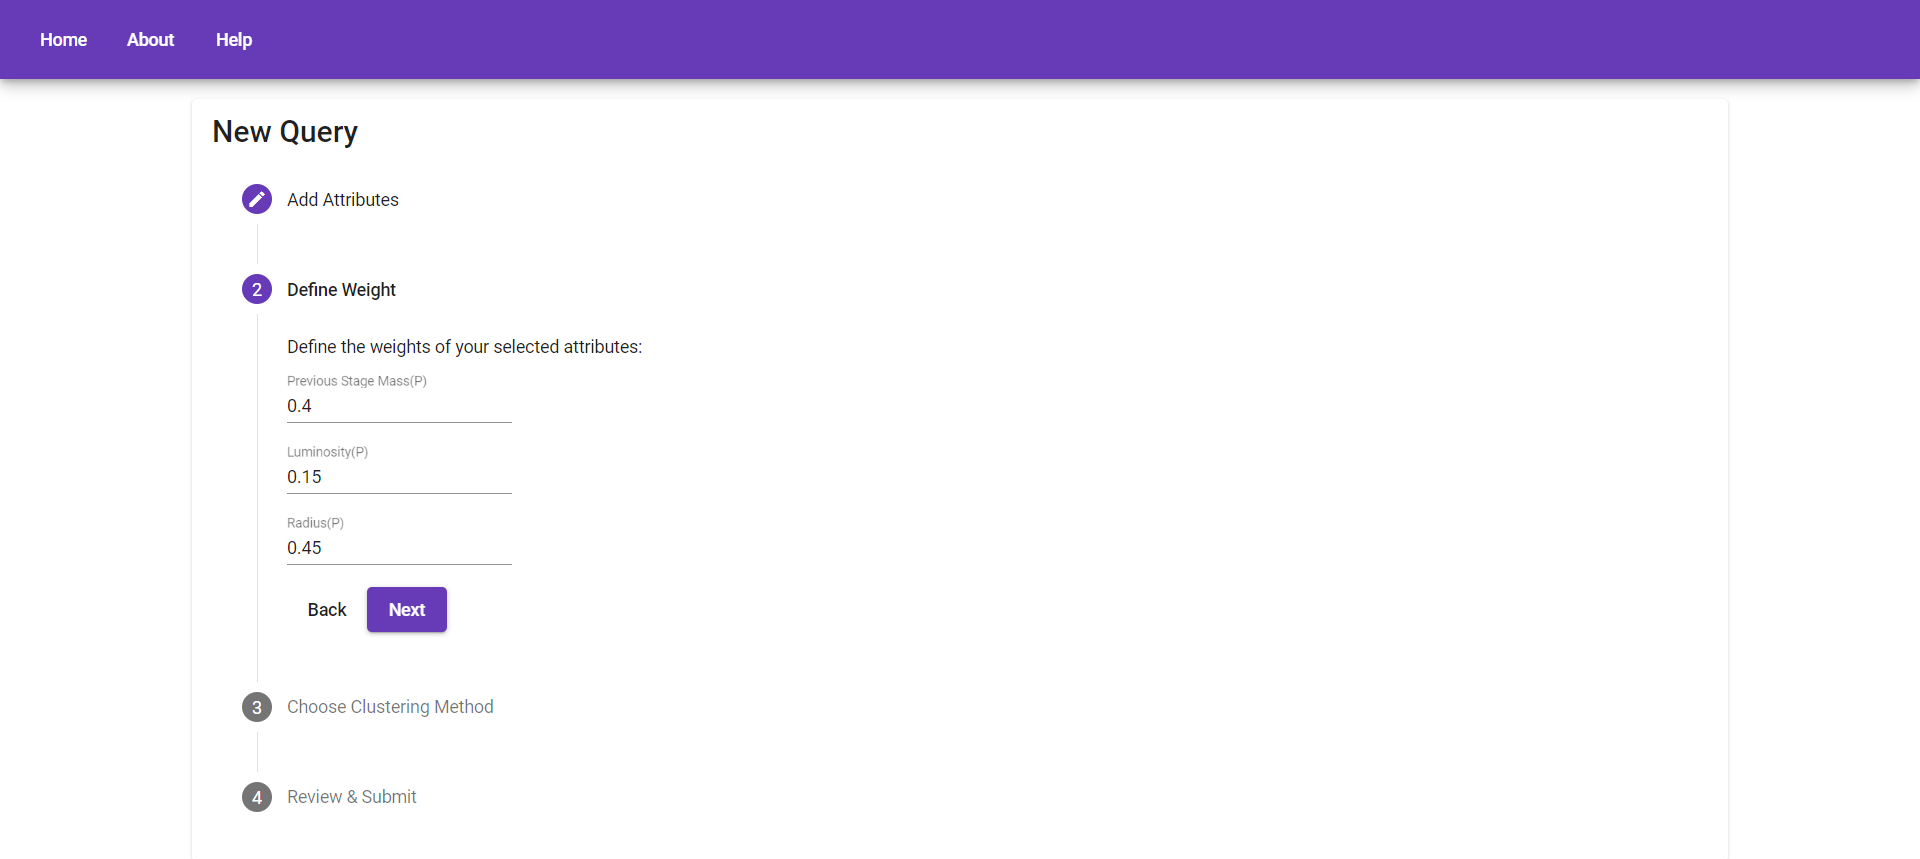 Home About Help
New Query
Add Attributes
2 Define Weight
Define the weights of your selected attributes:
Previous Stage Mass(P)
0.4
Luminosity(P)
0.15
Radius(P)
0.45
Back Next
3 Choose Clustering Method
4 Review & Submit